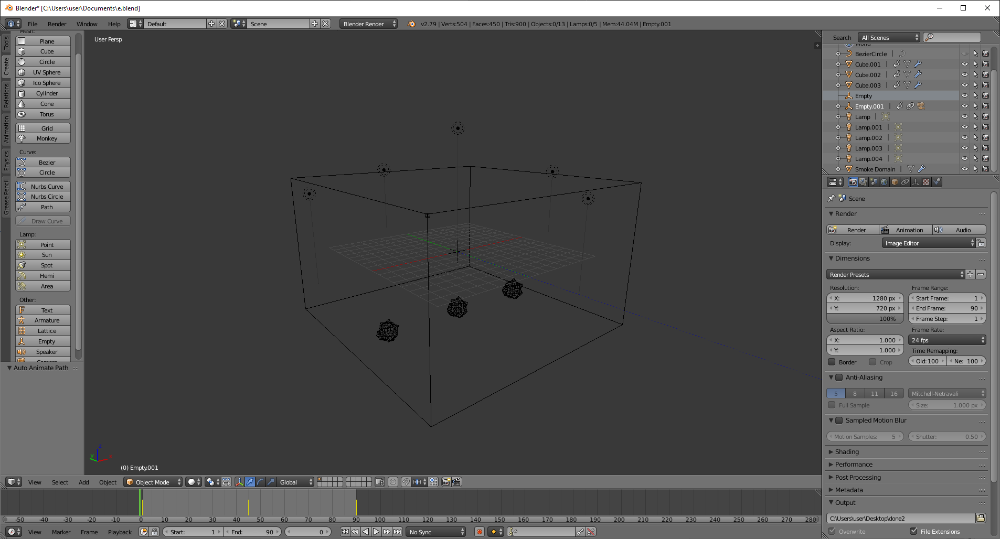 Blender* [C:\Users\user\Documents\e.blend]
File Render Window Help Default Scene Blender Render v2.79 | Verts:504 | Faces:450 | Tris:900 | Objects:0/13 | Lamps:0/5 | Mem:44.04M | Empty.001
Tools
Create
Relations
Animation
Physics
Grease Pencil
Mesh:
Plane
Cube
Circle
UV Sphere
Ico Sphere
Cylinder
Cone
Torus
Grid
Monkey
Curve:
Bezier
Circle
Nurbs Curve
Nurbs Circle
Path
Draw Curve
Lamp:
Point
Sun
Spot
Hemi
Area
Other:
Text
Armature
Lattice
Empty
Speaker
Camera
Auto Animate Path
User Persp
z
y
x
(0) Empty.001
View Select Add Object Object Mode Global
-50 -40 -30 -20 -10 0 10 20 30 40 50 60 70 80 90 100 110 120 130 140 150 160 170 180 190 200 210 220 230 240 250 260 270 280
View Marker Frame Playback Start: 1 End: 90 0 No Sync
Search All Scenes
World
BezierCircle
Cube.001
Cube.002
Cube.003
Empty
Empty.001
Lamp
Lamp.001
Lamp.002
Lamp.003
Lamp.004
Smoke Domain
Scene
Render
Render Animation Audio
Display: Image Editor
Dimensions
Render Presets
Resolution: Frame Range:
X: 1280 px Start Frame: 1
Y: 720 px End Frame: 90
100% Frame Step: 1
Aspect Ratio: Frame Rate:
X: 1.000 24 fps
Y: 1.000 Time Remapping:
Border Crop Old: 100 Ne: 100
Anti-Aliasing
5 8 11 16 Mitchell-Netravali
Full Sample Size: 1.000 px
Sampled Motion Blur
Motion Samples: 5 Shutter: 0.50
Shading
Performance
Post Processing
Metadata
Output
C:\Users\user\Desktop\done2
Overwrite File Extensions